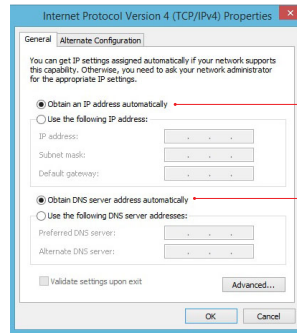 Internet Protocol Version 4 (TCP/IPv4) Properties
General Alternate Configuration
You can get IP settings assigned automatically if your network supports
this capability. Otherwise, you need to ask your network administrator
for the appropriate IP settings.
Obtain an IP address automatically
Use the following IP address:
IP address:
Subnet mask:
Default gateway:
Obtain DNS server address automatically
Use the following DNS server addresses:
Preferred DNS server:
Alternate DNS server:
Validate settings upon exit
Advanced...
OK Cancel